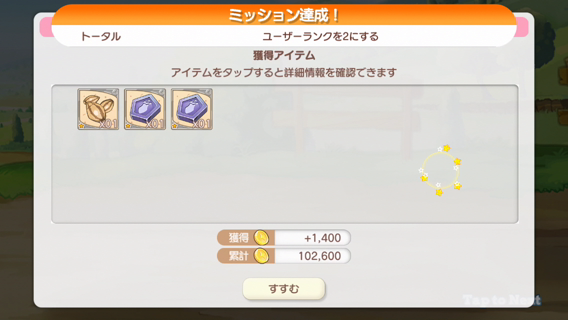 ミッション達成！
トータル ユーザーランクを2にする
獲得アイテム
アイテムをタップすると詳細情報を確認できます
x01 x01 x01
獲得 +1,400
累計 102,600
すすむ
Tap to Next